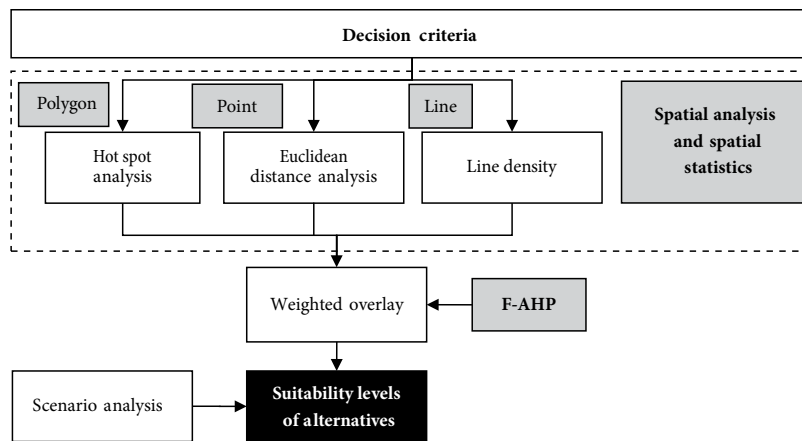 Decision criteria
Polygon
Point
Line
Hot spot
analysis
Euclidean
distance analysis
Line density
Spatial analysis
and spatial
statistics
Weighted overlay
F-AHP
Scenario analysis
Suitability levels
of alternatives